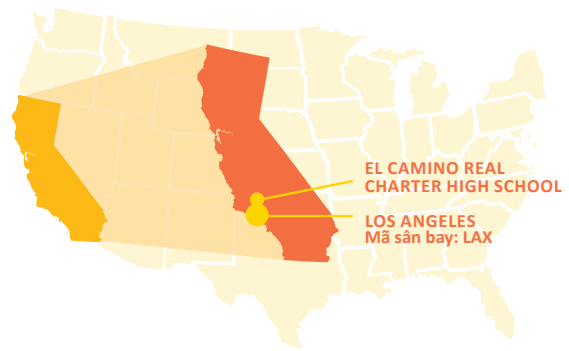 EL CAMINO REAL
CHARTER HIGH SCHOOL
LOS ANGELES
Mã sân bay: LAX